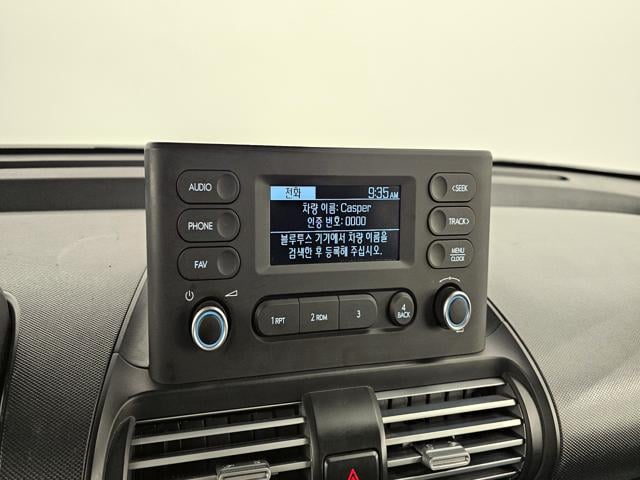 AUDIO
PHONE
FAV
전화 9:35 AM
차량 이름: Casper
인증 번호: 0000
블루투스 기기에서 차량 이름을
검색한 후 등록해 주십시오.
<SEEK
TRACK>
MENU
CLOCK
1 RPT
2 RDM
3
4
BACK